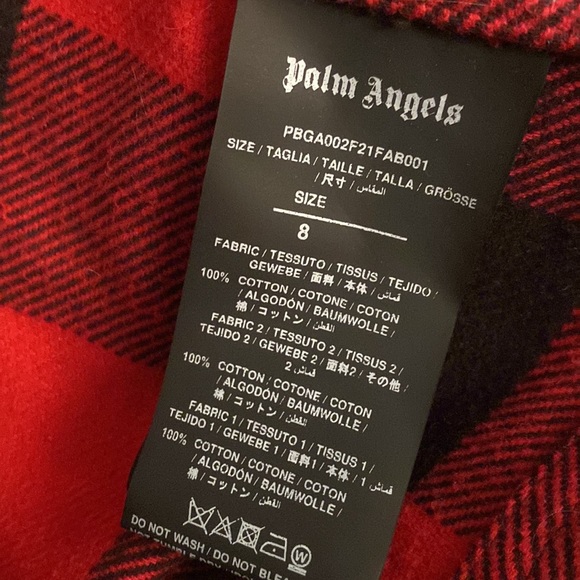 Palm Angels
PBGA002F21FAB001
SIZE / TAGLIA / TAILLE / TALLA / GRÖSSE
/ 尺寸 / المقاس
SIZE
8
FABRIC / TESSUTO / TISSUS / TEJIDO /
GEWEBE / 面料 / 本体 / قماش
100% COTTON / COTONE / COTON
/ ALGODÓN / BAUMWOLLE /
棉 / コットン / القطن
FABRIC 2 / TESSUTO 2 / TISSUS 2 /
TEJIDO 2 / GEWEBE 2 / 面料2 / その他 /
قماش 2
100% COTTON / COTONE / COTON
/ ALGODÓN / BAUMWOLLE /
棉 / コットン / القطن
FABRIC 1 / TESSUTO 1 / TISSUS 1 /
TEJIDO 1 / GEWEBE 1 / 面料1 / 本体 / قماش 1
100% COTTON / COTONE / COTON
/ ALGODÓN / BAUMWOLLE /
棉 / コットン / القطن
W
DO NOT WASH / DO NOT BLEA
NOT TUMBLE DRY